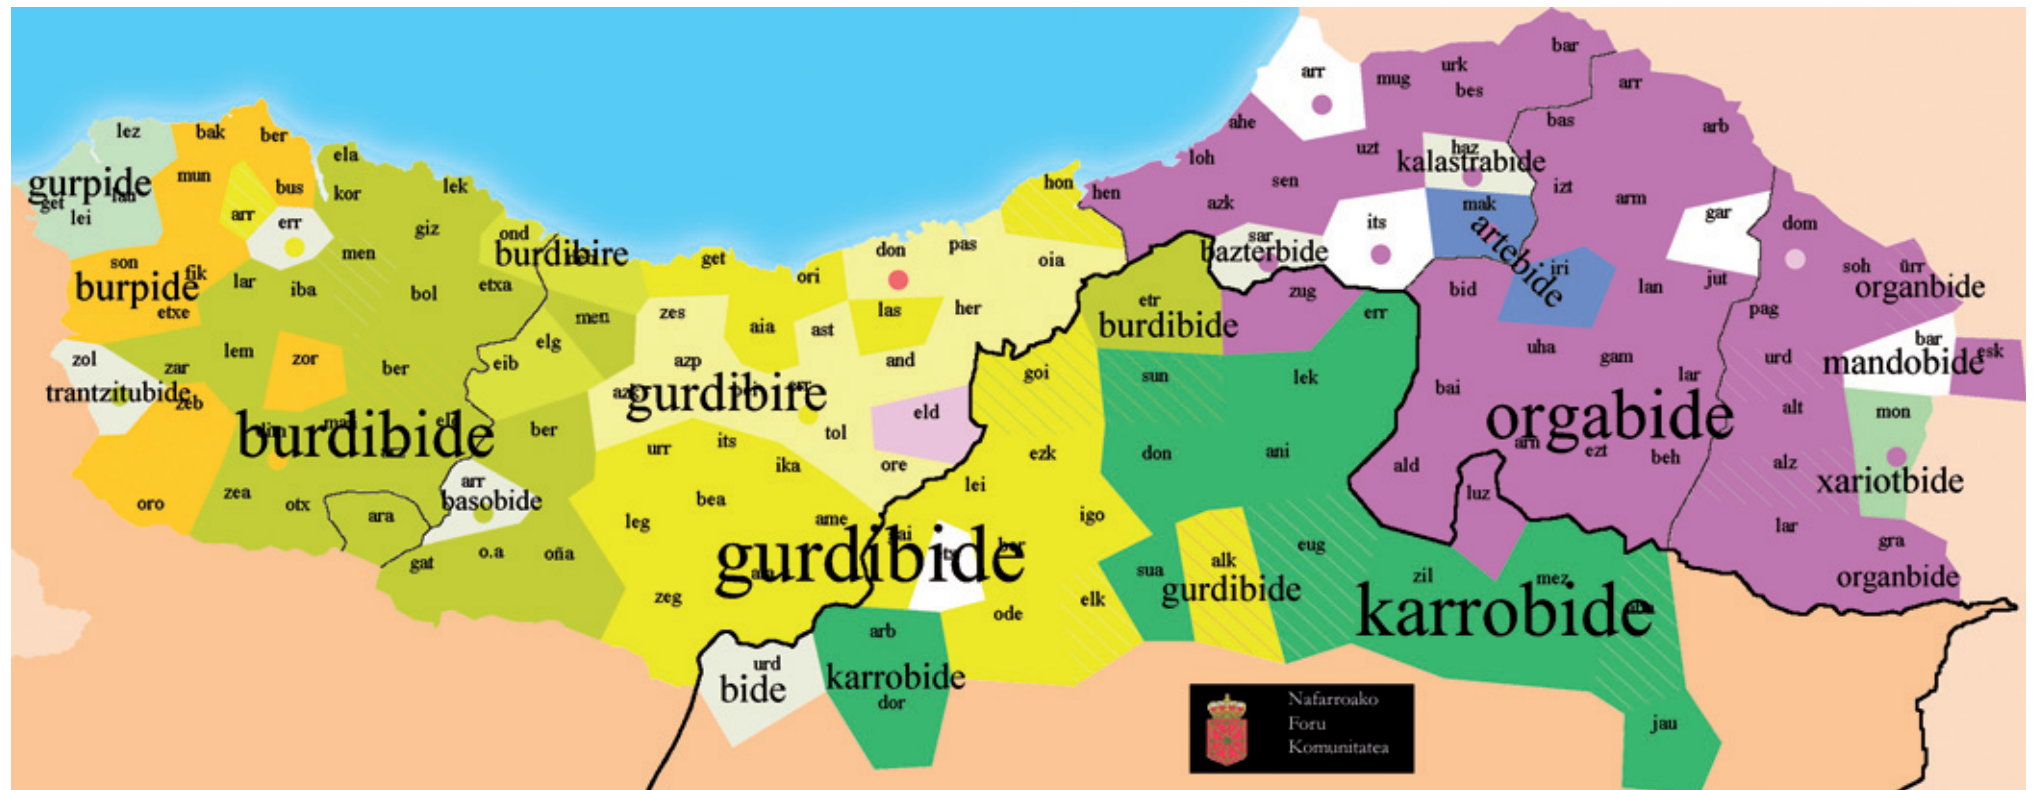 bar
arr
mug
urk
bes
arr
lez
bak
ber
ahe
bas
arb
ela
loh
uzt
haz
kalastrabide
gurpide
get
lei
mun
bus
kor
lek
hon
hen
sen
azk
izt
arm
mak
artebide
iri
gar
dom
arr
err
giz
ond
men
its
sar
bazterbide
burdibire
don
pas
oia
get
ori
son
fik
burpide
etxe
lar
iba
bol
etxa
zug
bid
lan
jut
soh
ürr
organbide
etr
burdibide
err
pag
zes
aia
ast
las
her
men
elg
eib
zol
trantzitubide
zar
lem
zor
ber
zeb
azp
and
goi
sun
lek
uha
gam
lar
bai
urd
bar
mandobide
esk
gurdibire
burdibide
eld
tol
ore
orgabide
alt
mon
ber
urr
its
ika
ezk
don
ani
ald
ezt
beh
alz
xariotbide
arr
basobide
lei
luz
oro
zea
otx
ara
bea
leg
ame
igo
eug
lar
gra
organbide
gat
o.a
oña
gurdibide
sua
alk
gurdibide
zil
mez
karrobide
zeg
ode
elk
arb
karrobide
dor
urd
bide
jau
Nafarroako
Foru
Komunitatea